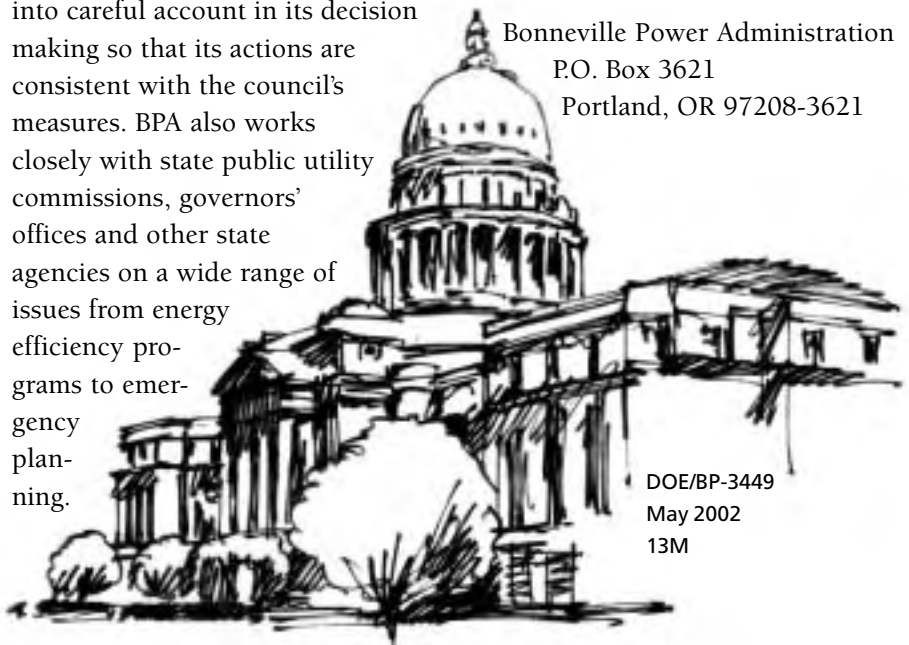 into careful account in its decision
making so that its actions are
consistent with the council's
measures. BPA also works
closely with state public utility
commissions, governors'
offices and other state
agencies on a wide range of
issues from energy
efficiency pro-
grams to emer-
gency
plan-
ning.
Bonneville Power Administration
P.O. Box 3621
Portland, OR 97208-3621
DOE/BP-3449
May 2002
13M